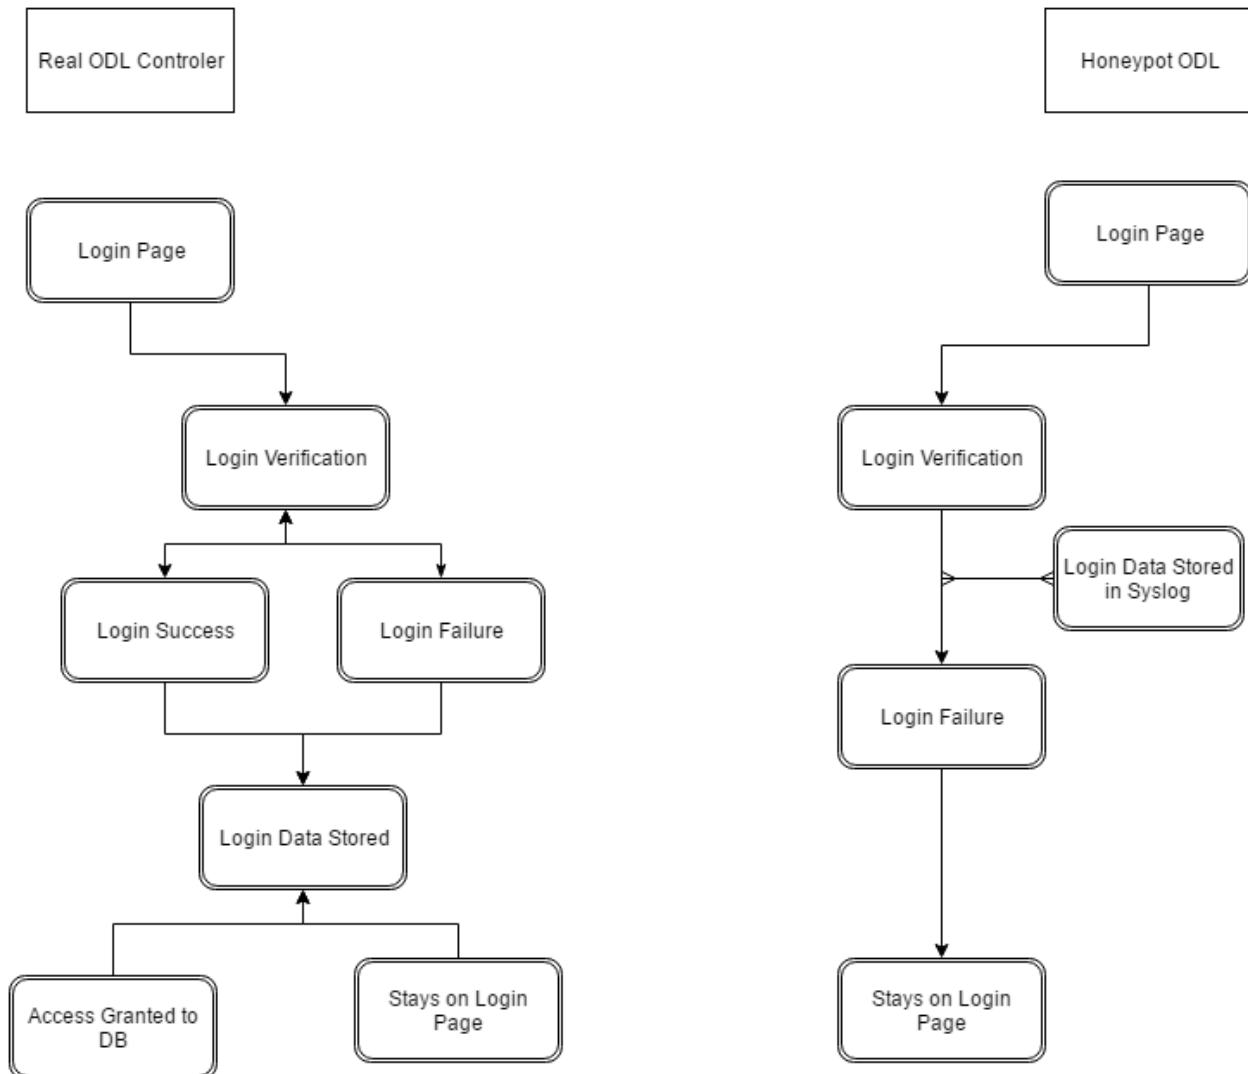 Real ODL Controler
Honeypot ODL
Login Page
Login Page
Login Verification
Login Verification
Login Data Stored
in Syslog
Login Success
Login Failure
Login Failure
Login Data Stored
Access Granted to
DB
Stays on Login
Page
Stays on Login
Page